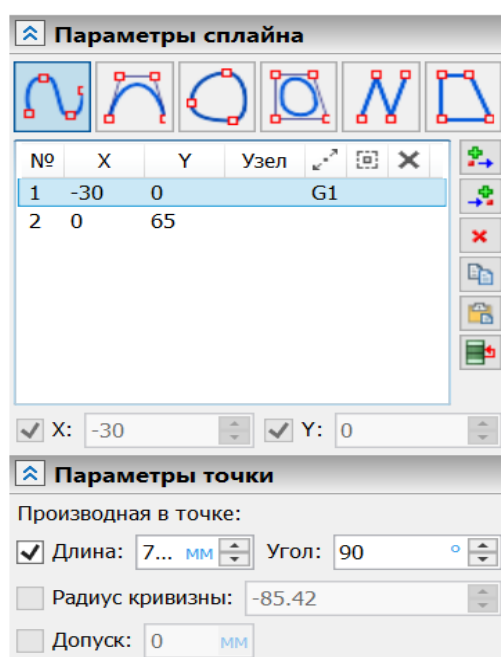 Параметры сплайна
№ X Y Узел
1 -30 0 G1
2 0 65
X: -30 Y: 0
Параметры точки
Производная в точке:
Длина: 7... мм Угол: 90 °
Радиус кривизны: -85.42
Допуск: 0 мм